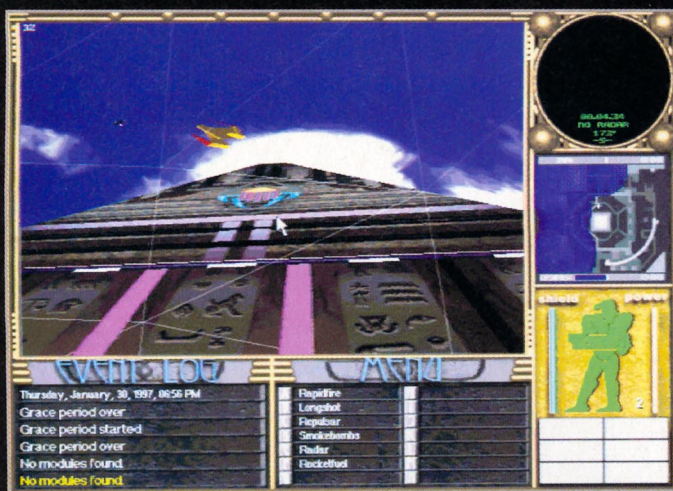 00:04:34
NO RADAR
173°
-S-
shield power
2
EVENT LOG
Thursday, January, 30, 1997, 06:56 PM
Grace period over
Grace period started
Grace period over
No modules found
No modules found
MENU
Rapidfire
Longshot
Repulsar
Smokebombs
Radar
Rocketfuel